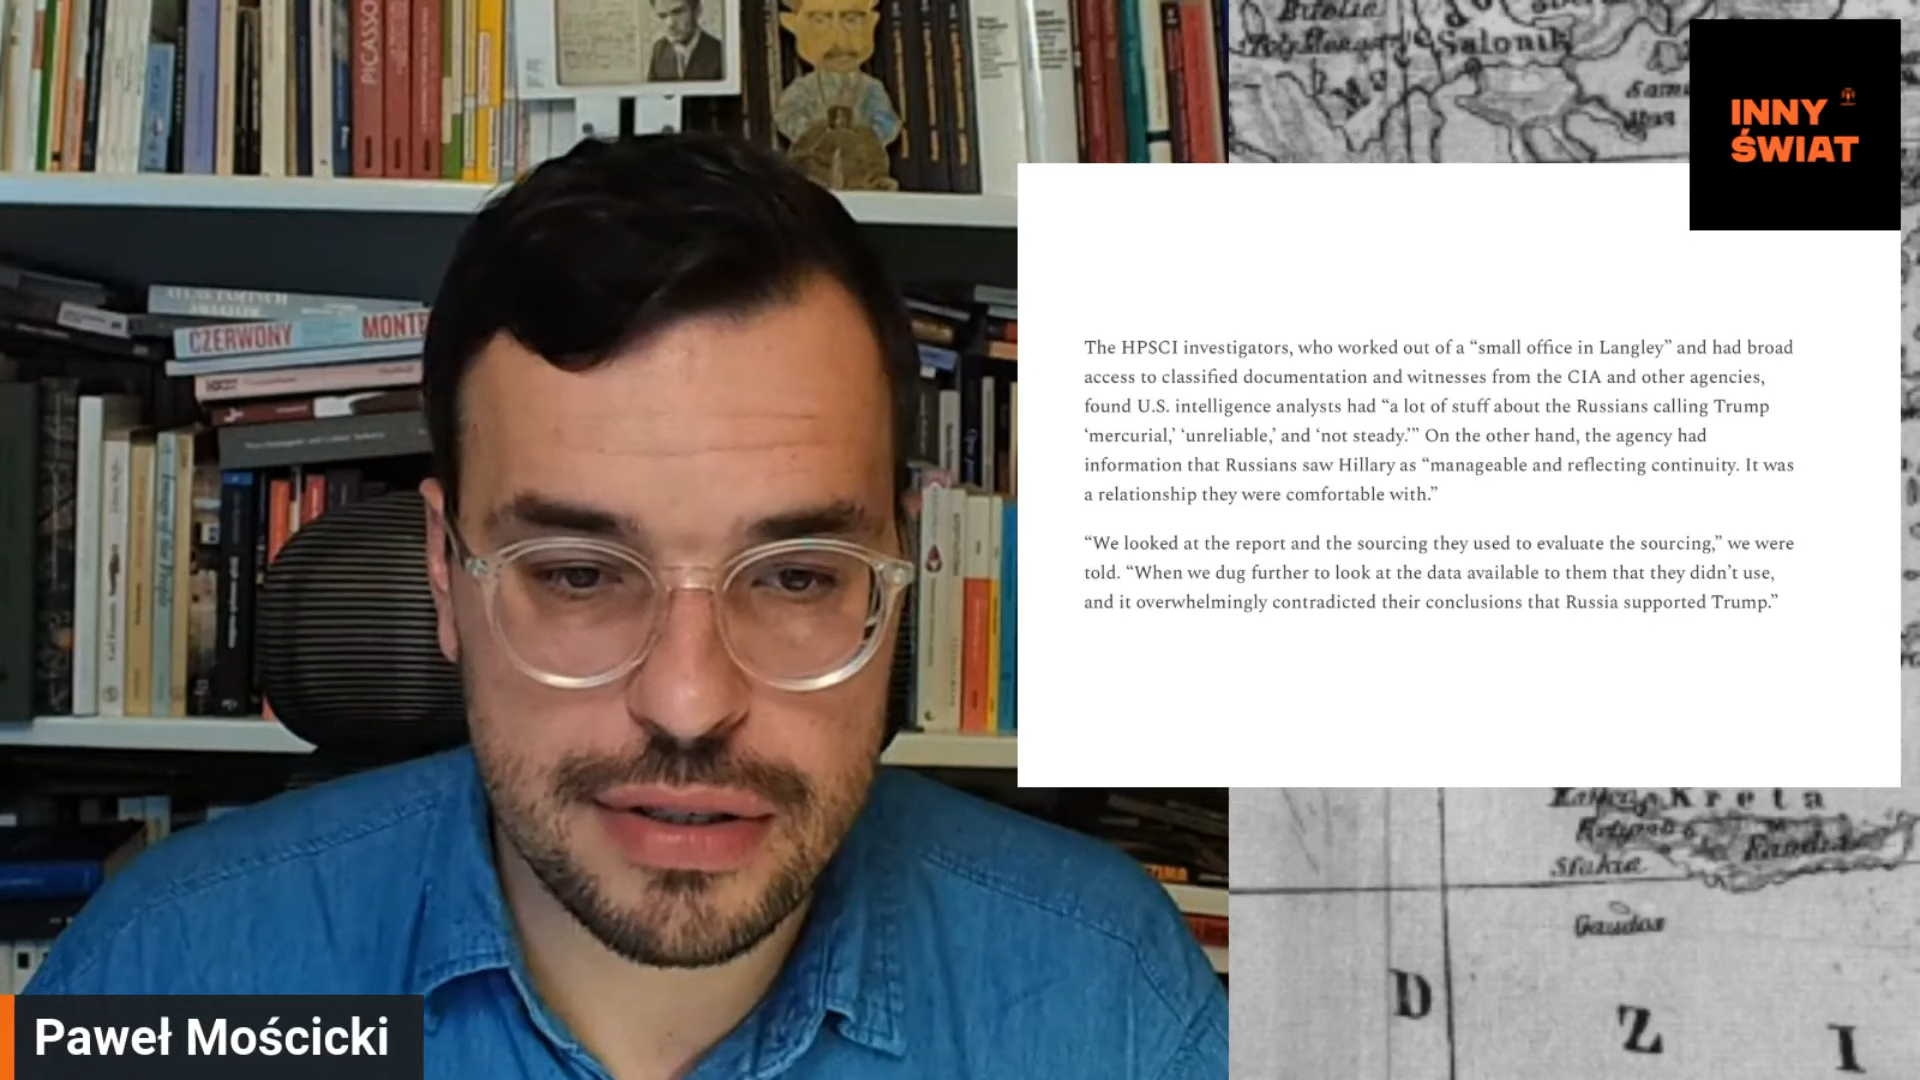 PICASSO
CZERWONY
MONTE
Saloniki
INNY
ŚWIAT
The HPSCI investigators, who worked out of a “small office in Langley” and had broad
access to classified documentation and witnesses from the CIA and other agencies,
found U.S. intelligence analysts had “a lot of stuff about the Russians calling Trump
‘mercurial,’ ‘unreliable,’ and ‘not steady.’” On the other hand, the agency had
information that Russians saw Hillary as “manageable and reflecting continuity. It was
a relationship they were comfortable with.”
“We looked at the report and the sourcing they used to evaluate the sourcing,” we were
told. “When we dug further to look at the data available to them that they didn’t use,
and it overwhelmingly contradicted their conclusions that Russia supported Trump.”
Kreta
Sfakia
Gaudos
D Z I
Paweł Mościcki